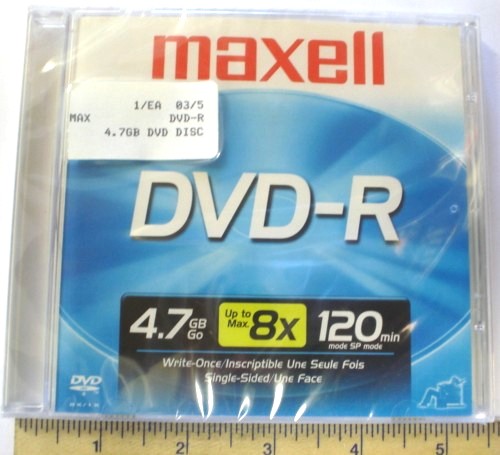 maxell
1/EA 03/5
MAX DVD-R
4.7GB DVD DISC
DVD-R
4.7 GB Go
Up to Max. 8x
120 min
mode SP mode
Write-Once/Inscriptible Une Seule Fois
Single-Sided/Une Face
DVD
1 2 3 4 5